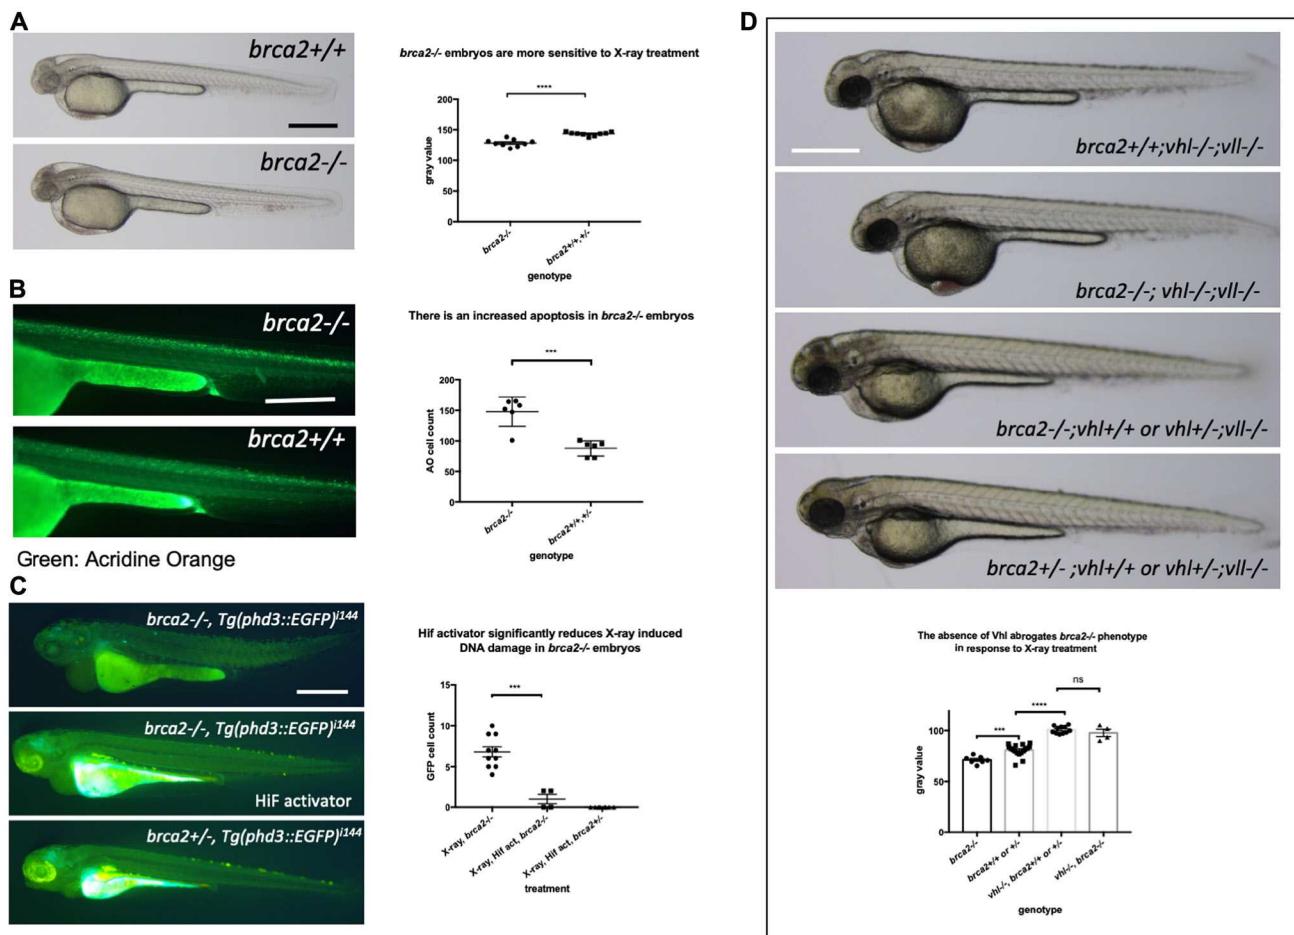 A
brca2+/+
brca2-/-
brca2-/- embryos are more sensitive to X-ray treatment
****
200
150
100
50
0
gray value
brca2-/-
brca2+/+,+/-
genotype
B
brca2-/-
brca2+/+
Green: Acridine Orange
There is an increased apoptosis in brca2-/- embryos
***
200
150
100
50
0
AO cell count
brca2-/-
brca2+/+,+/-
genotype
C
brca2-/-, Tg(phd3::EGFP)i144
brca2-/-, Tg(phd3::EGFP)i144
HiF activator
brca2+/-, Tg(phd3::EGFP)i144
Hif activator significantly reduces X-ray induced
DNA damage in brca2-/- embryos
***
15
10
5
0
GFP cell count
X-ray, brca2-/-
X-ray, Hif act, brca2-/-
X-ray, Hif act, brca2+/-
treatment
D
brca2+/+;vhl-/-;vll-/-
brca2-/-; vhl-/-;vll-/-
brca2-/-;vhl+/+ or vhl+/-;vll-/-
brca2+/- ;vhl+/+ or vhl+/-;vll-/-
The absence of Vhl abrogates brca2-/- phenotype
in response to X-ray treatment
ns
****
***
100
50
0
gray value
brca2-/-
brca2+/+ or +/-
vhl-/-, brca2+/+ or +/-
vhl-/-, brca2-/-
genotype